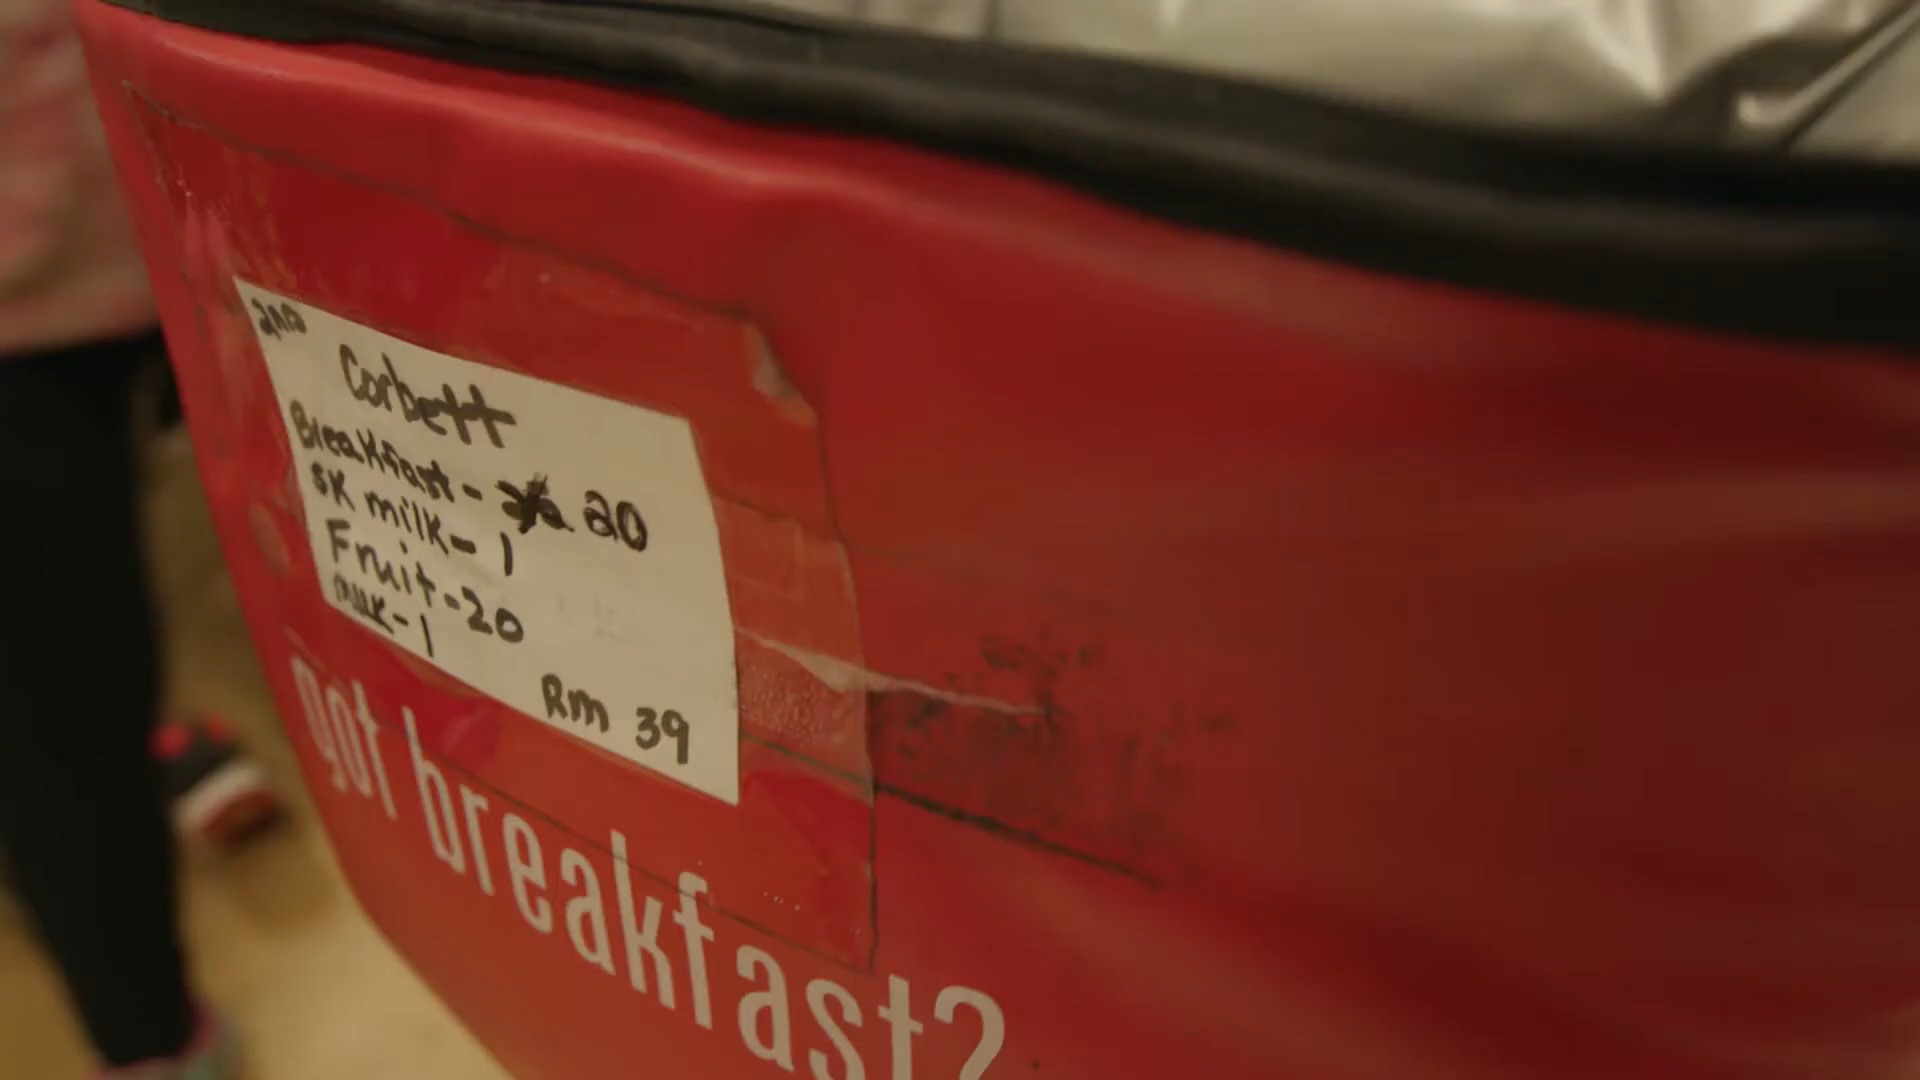 2ND
Corbett
Breakfast - 20
SK milk - 1
Fruit - 20
milk - 1
Rm 39
got breakfast?